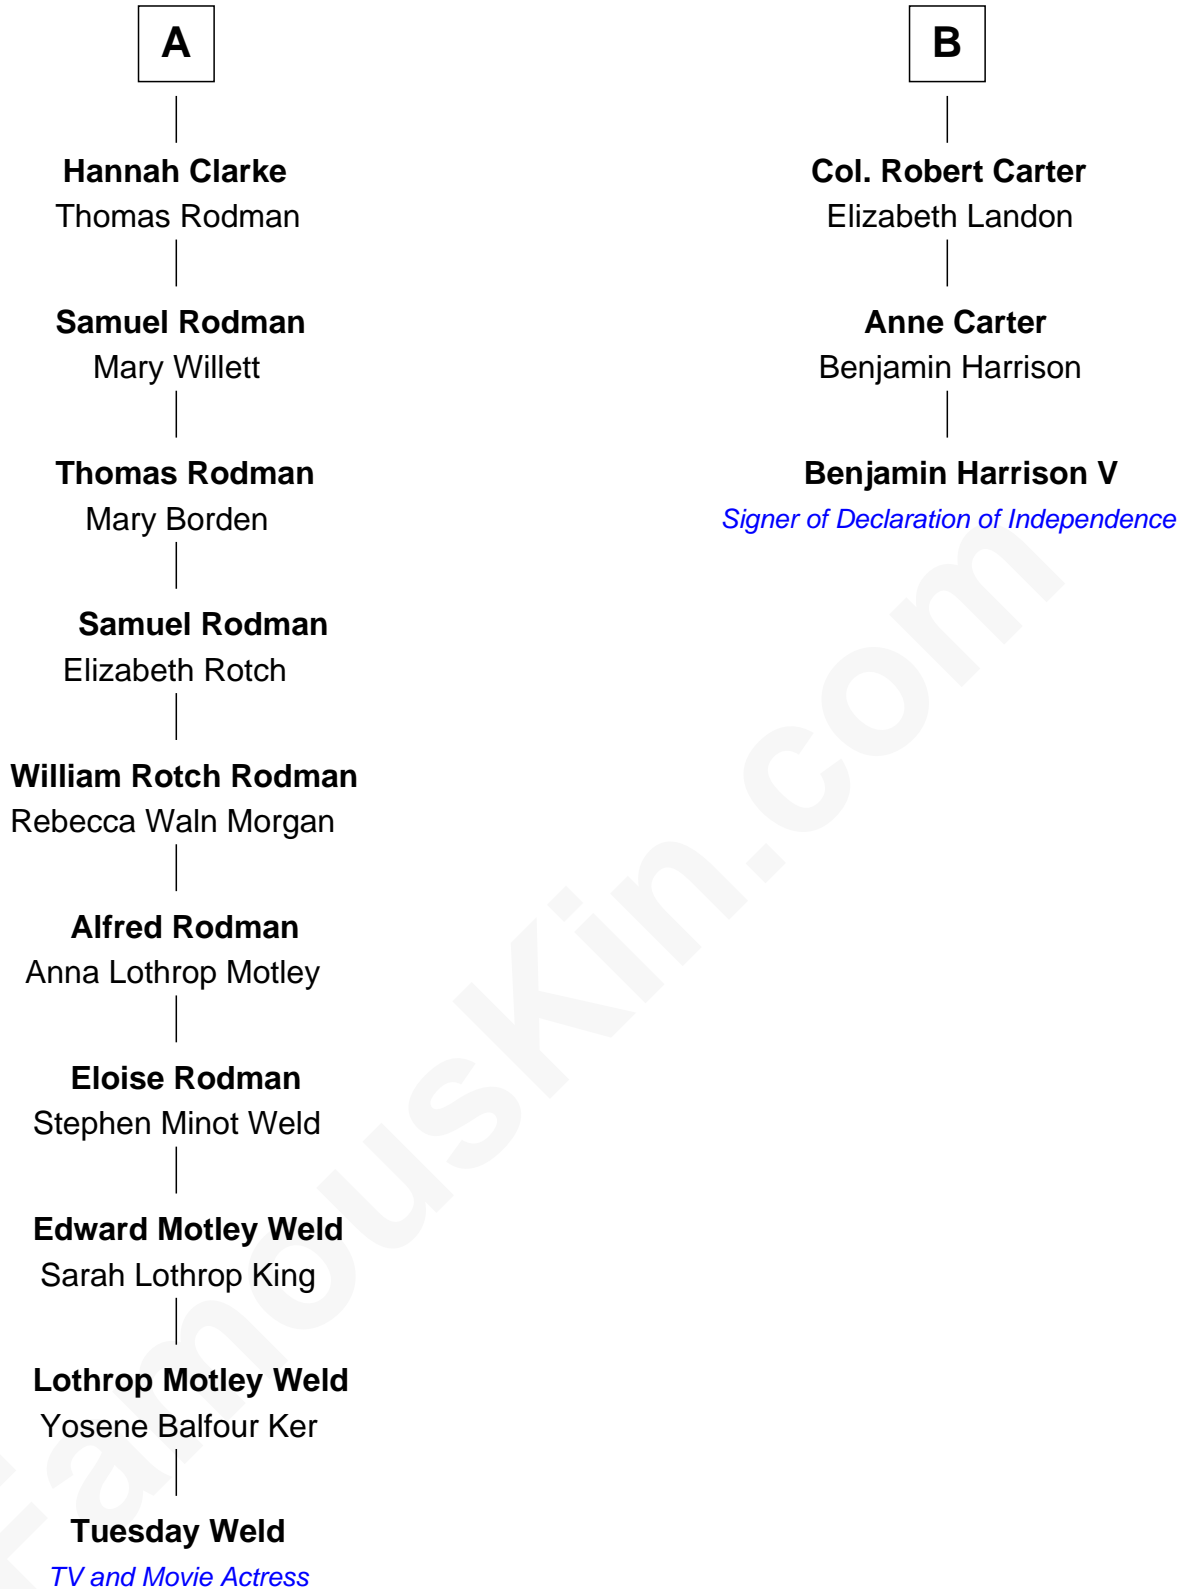 A
Hannah Clarke
Thomas Rodman
Samuel Rodman
Mary Willett
Thomas Rodman
Mary Borden
Samuel Rodman
Elizabeth Rotch
William Rotch Rodman
Rebecca Waln Morgan
Alfred Rodman
Anna Lothrop Motley
Eloise Rodman
Stephen Minot Weld
Edward Motley Weld
Sarah Lothrop King
Lothrop Motley Weld
Yosene Balfour Ker
Tuesday Weld
TV and Movie Actress
B
Col. Robert Carter
Elizabeth Landon
Anne Carter
Benjamin Harrison
Benjamin Harrison V
Signer of Declaration of Independence
FamousKin.com